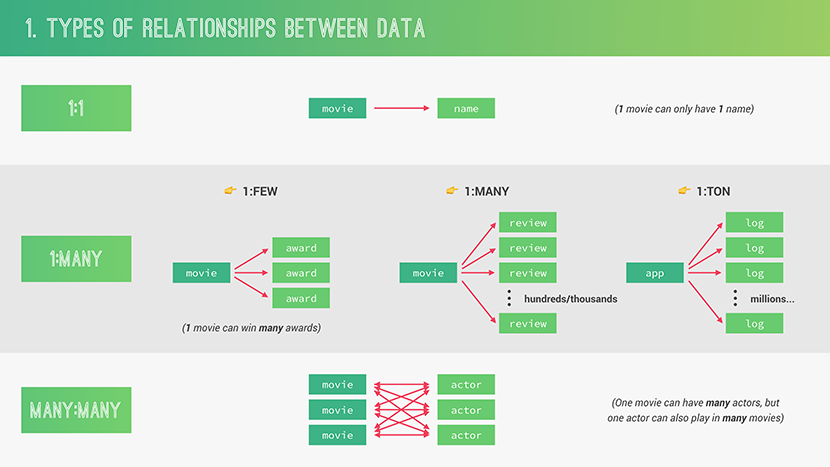 1. TYPES OF RELATIONSHIPS BETWEEN DATA
1:1
movie
name
(1 movie can only have 1 name)
1:MANY
👉 1:FEW
movie
award
award
award
(1 movie can win many awards)
👉 1:MANY
movie
review
review
review
hundreds/thousands
review
👉 1:TON
app
log
log
log
millions...
log
MANY:MANY
movie
actor
movie
actor
movie
actor
(One movie can have many actors, but
one actor can also play in many movies)